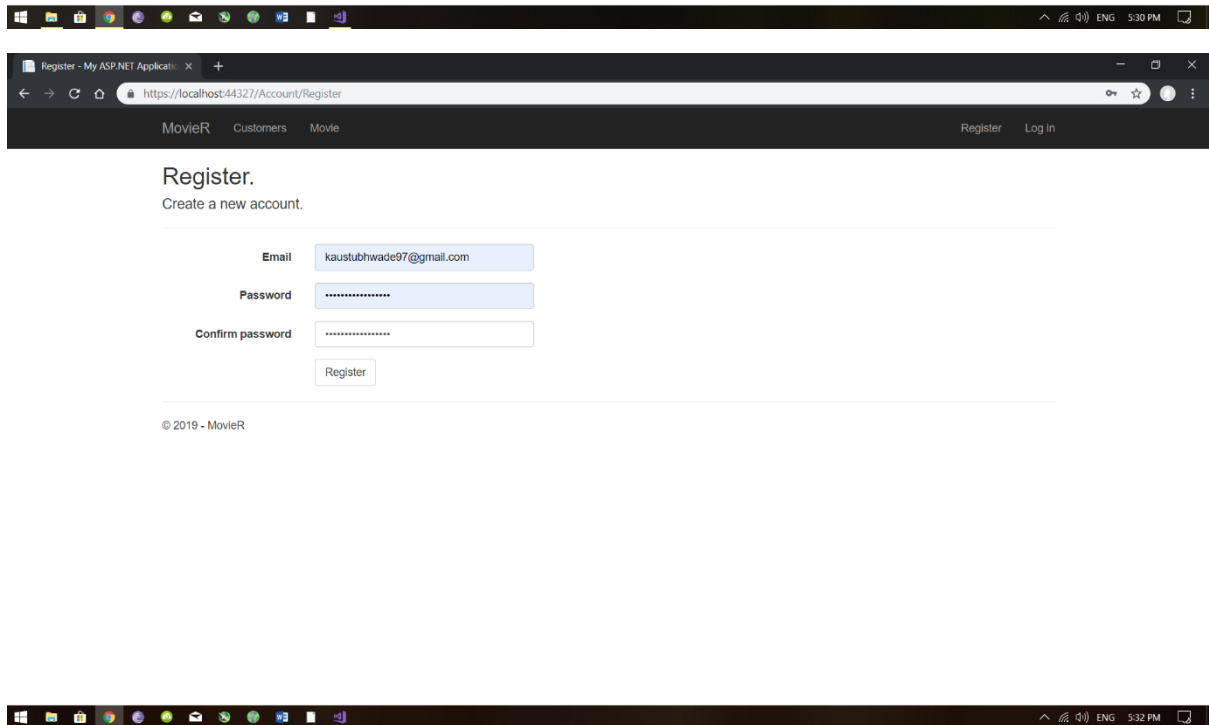 ENG 5:30 PM
Register - My ASP.NET Applicatio
https://localhost:44327/Account/Register
MovieR Customers Movie Register Log in
Register.
Create a new account.
Email kaustubhwade97@gmail.com
Password •••••••••••••••••
Confirm password •••••••••••••••••
Register
© 2019 - MovieR
ENG 5:32 PM